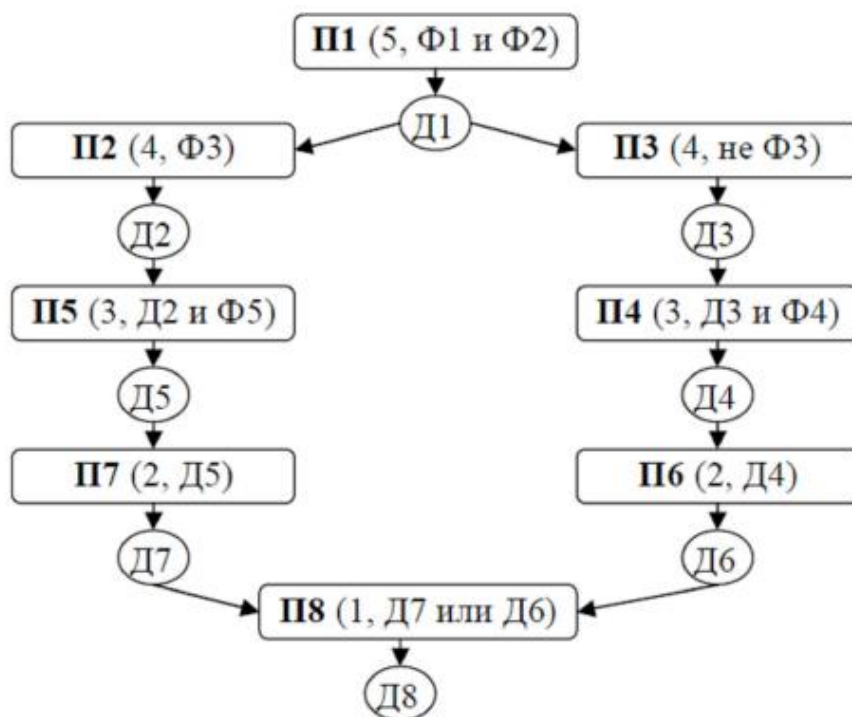 П1 (5, Ф1 и Ф2)
Д1
П2 (4, Ф3)
П3 (4, не Ф3)
Д2
Д3
П5 (3, Д2 и Ф5)
П4 (3, Д3 и Ф4)
Д5
Д4
П7 (2, Д5)
П6 (2, Д4)
Д7
Д6
П8 (1, Д7 или Д6)
Д8